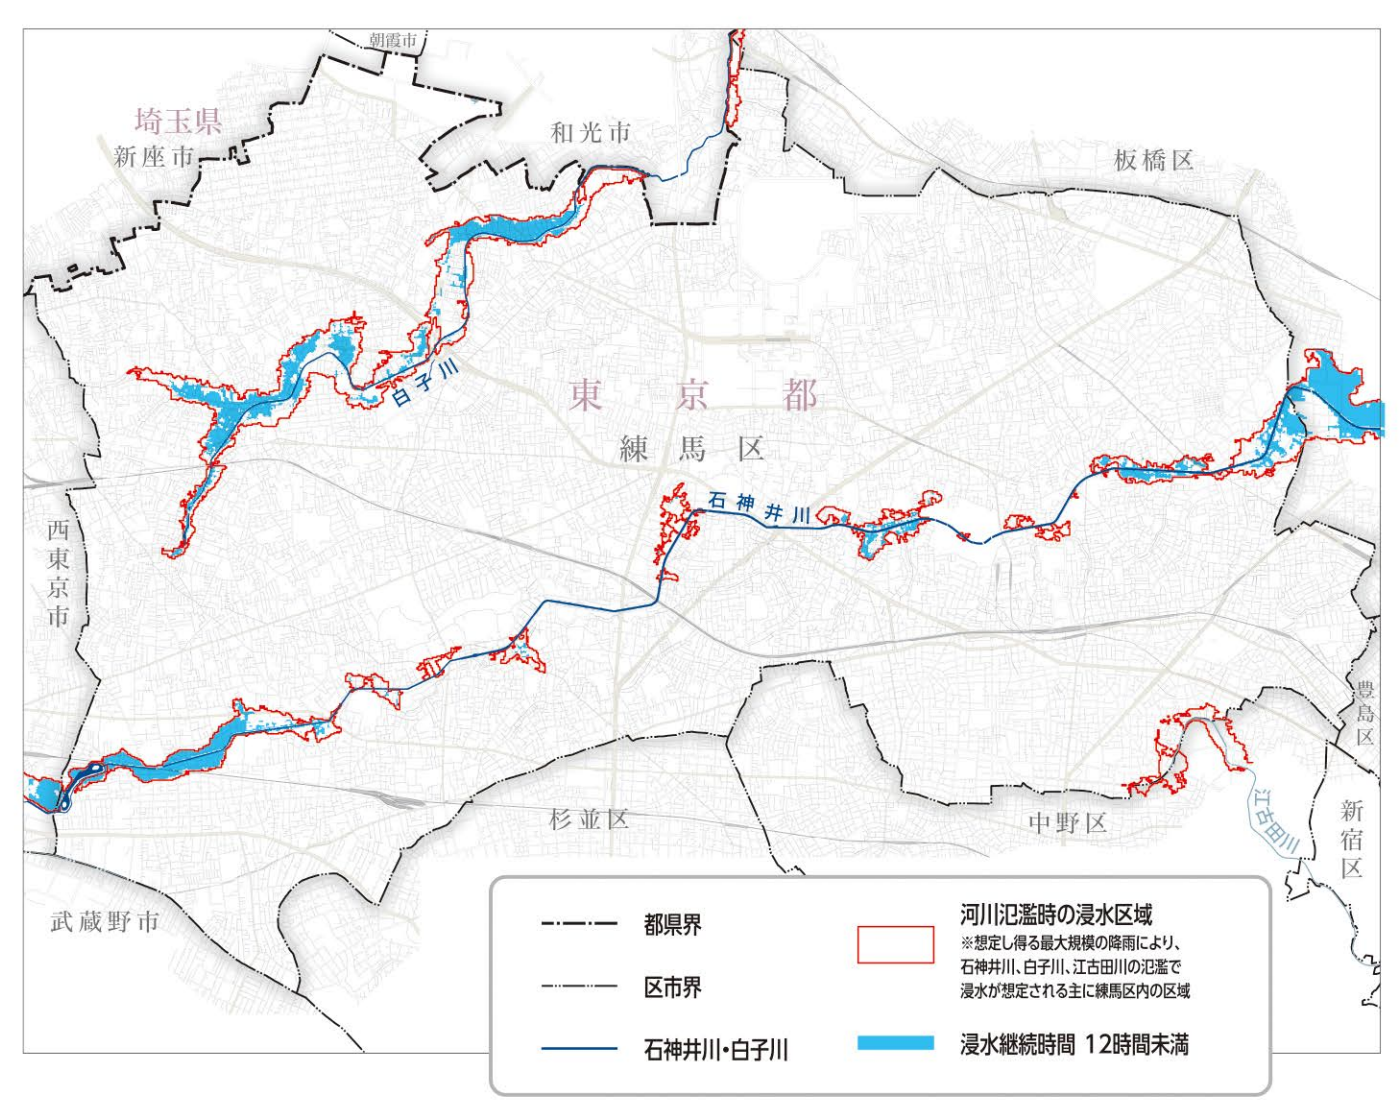 朝霞市
埼玉県
新座市
和光市
板橋区
白子川
東京都
練馬区
石神井川
西東京市
豊島区
杉並区
中野区
江古田川
新宿区
武蔵野市
都県界
区市界
石神井川・白子川
河川氾濫時の浸水区域
※想定し得る最大規模の降雨により、
石神井川、白子川、江古田川の氾濫で
浸水が想定される主に練馬区内の区域
浸水継続時間 12時間未満